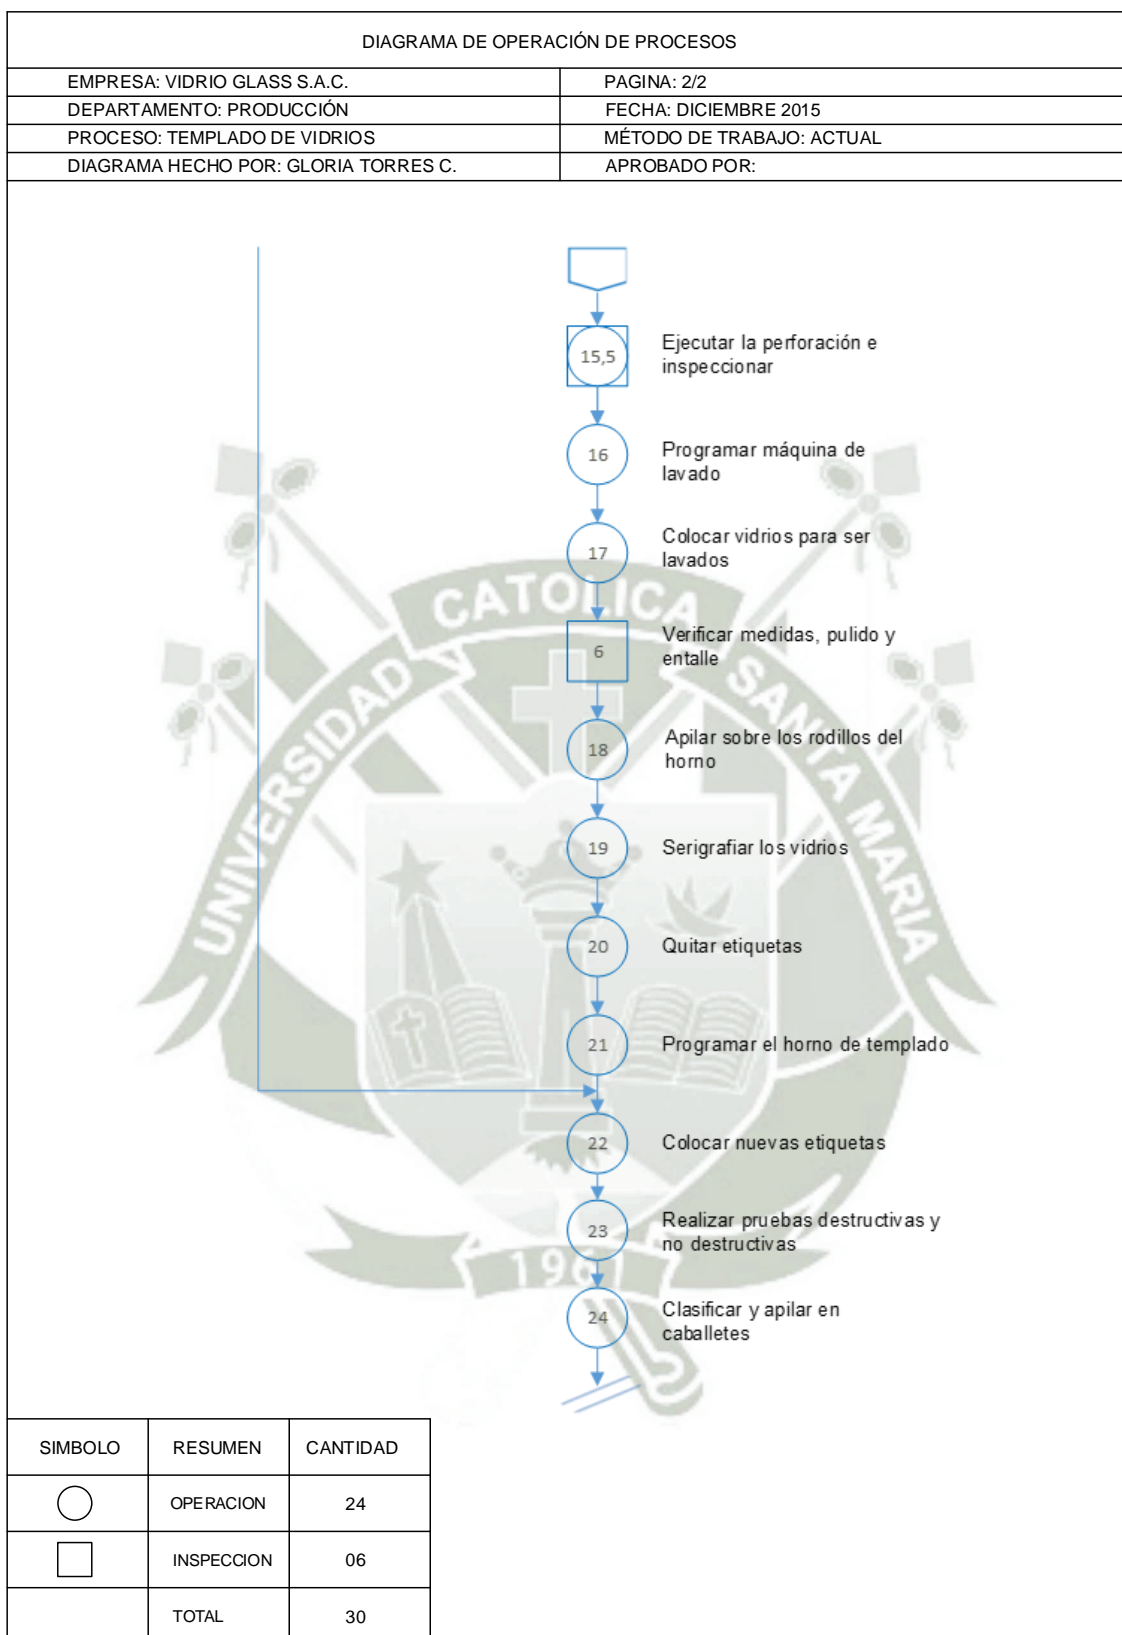 DIAGRAMA DE OPERACIÓN DE PROCESOS
EMPRESA: VIDRIO GLASS S.A.C.
PAGINA: 2/2
DEPARTAMENTO: PRODUCCIÓN
FECHA: DICIEMBRE 2015
PROCESO: TEMPLADO DE VIDRIOS
MÉTODO DE TRABAJO: ACTUAL
DIAGRAMA HECHO POR: GLORIA TORRES C.
APROBADO POR:
15,5
Ejecutar la perforación e
inspeccionar
16
Programar máquina de
lavado
17
Colocar vidrios para ser
lavados
6
Verificar medidas, pulido y
entalle
18
Apilar sobre los rodillos del
horno
19
Serigrafiar los vidrios
20
Quitar etiquetas
21
Programar el horno de templado
22
Colocar nuevas etiquetas
23
Realizar pruebas destructivas y
no destructivas
24
Clasificar y apilar en
caballetes
UNIVERSIDAD CATOLICA SANTA MARIA
1961
SIMBOLO
RESUMEN
CANTIDAD
OPERACION
24
INSPECCION
06
TOTAL
30